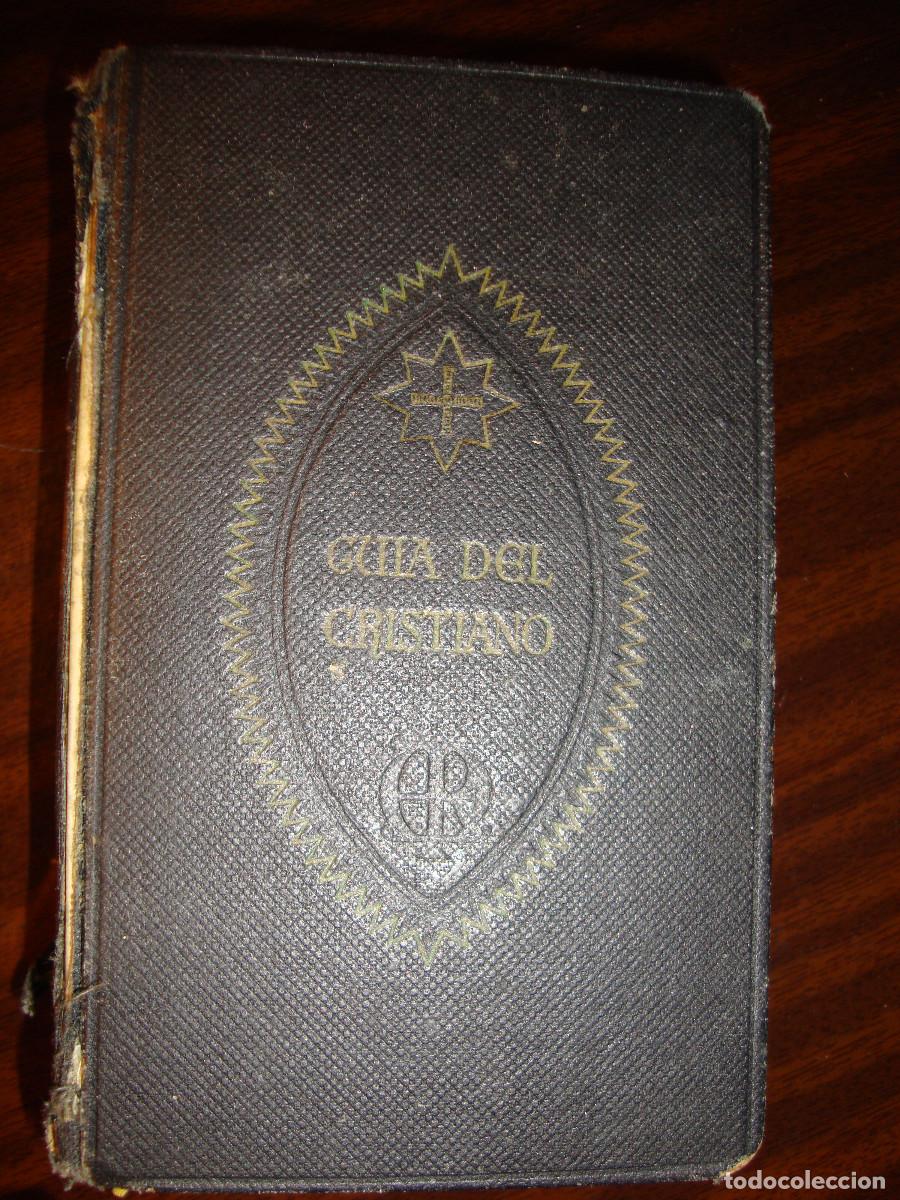 GUIA DEL
CRISTIANO
todocoleccion